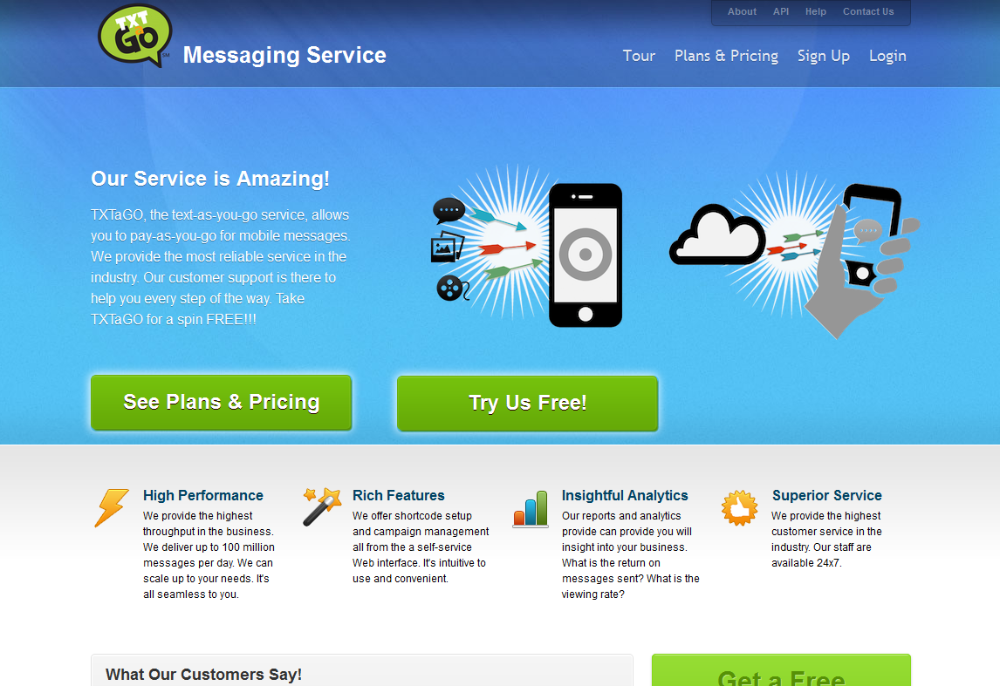 About API Help Contact Us
TXT
GO
SM
Messaging Service
Tour Plans & Pricing Sign Up Login
Our Service is Amazing!
TXTaGO, the text-as-you-go service, allows
you to pay-as-you-go for mobile messages.
We provide the most reliable service in the
industry. Our customer support is there to
help you every step of the way. Take
TXTaGO for a spin FREE!!!
See Plans & Pricing
Try Us Free!
High Performance
We provide the highest
throughput in the business.
We deliver up to 100 million
messages per day. We can
scale up to your needs. It's
all seamless to you.
Rich Features
We offer shortcode setup
and campaign management
all from the a self-service
Web interface. It's intuitive to
use and convenient.
Insightful Analytics
Our reports and analytics
provide can provide you will
insight into your business.
What is the return on
messages sent? What is the
viewing rate?
Superior Service
We provide the highest
customer service in the
industry. Our staff are
available 24x7.
What Our Customers Say!
Get a Free